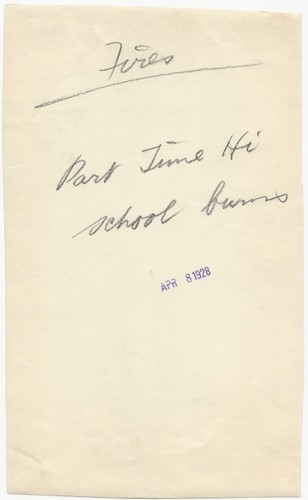 Fires
Part Time Hi
school burns
APR 8 1928